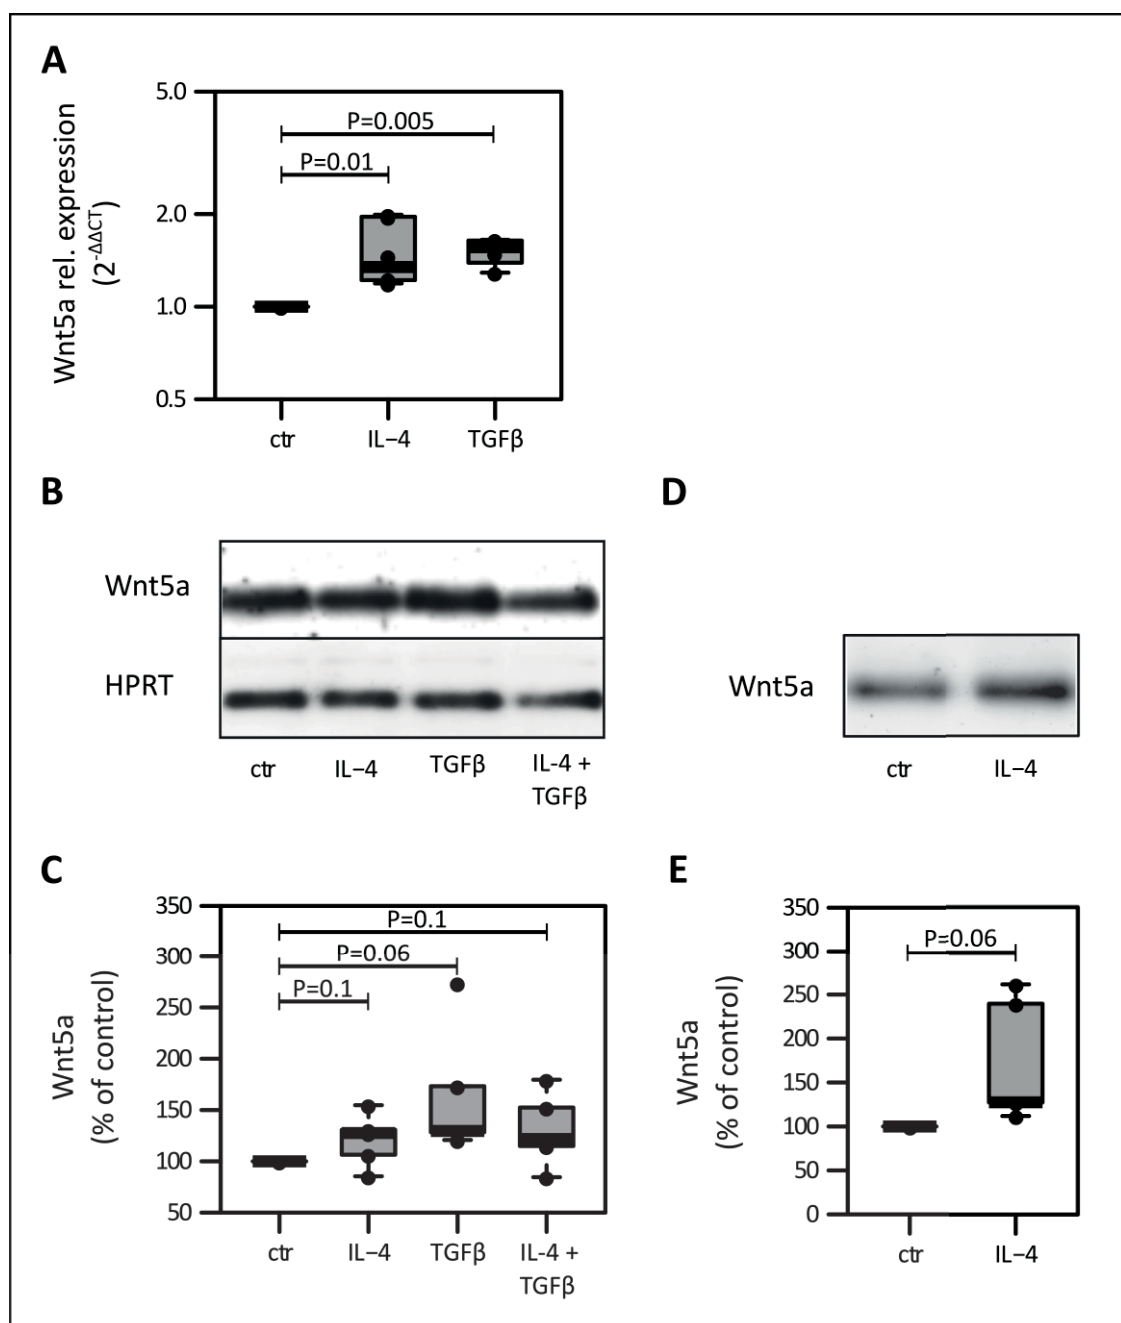 A
Wnt5a rel. expression
(2-ΔΔCT)
5.0
2.0
1.0
0.5
P=0.005
P=0.01
ctr
IL−4
TGFβ
B
Wnt5a
HPRT
ctr
IL−4
TGFβ
IL-4 +
TGFβ
D
Wnt5a
ctr
IL−4
C
Wnt5a
(% of control)
350
300
250
200
150
100
50
P=0.1
P=0.06
P=0.1
ctr
IL−4
TGFβ
IL-4 +
TGFβ
E
Wnt5a
(% of control)
350
300
250
200
150
100
50
0
P=0.06
ctr
IL−4